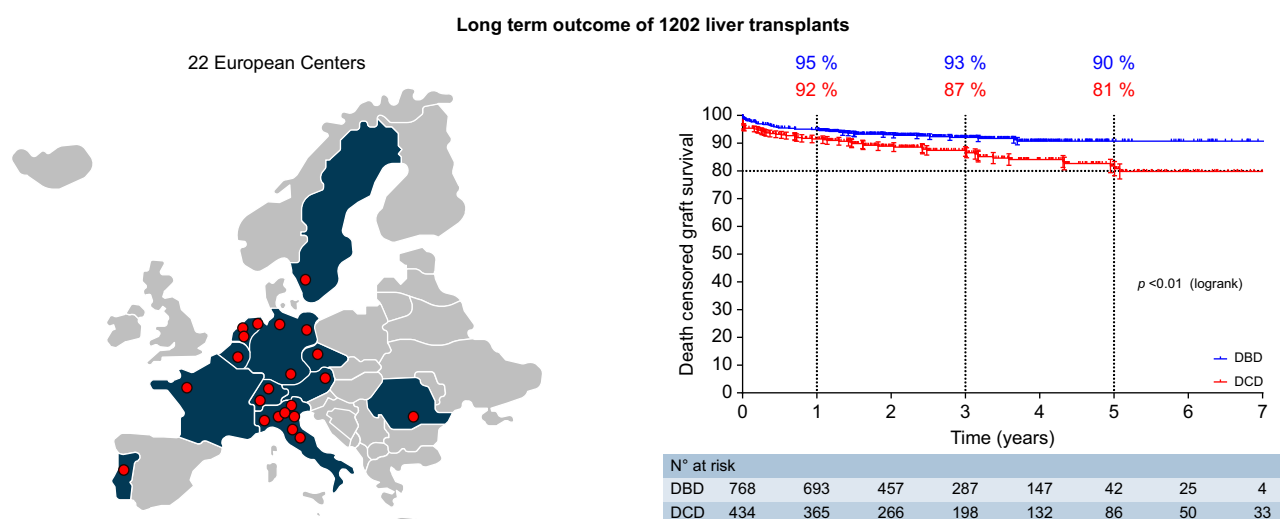 Long term outcome of 1202 liver transplants
22 European Centers
95 % 93 % 90 %
92 % 87 % 81 %
Death censored graft survival
100
90
80
70
60
50
40
30
20
10
0
p <0.01 (logrank)
DBD
DCD
0 1 2 3 4 5 6 7
Time (years)
N° at risk
DBD 768 693 457 287 147 42 25 4
DCD 434 365 266 198 132 86 50 33